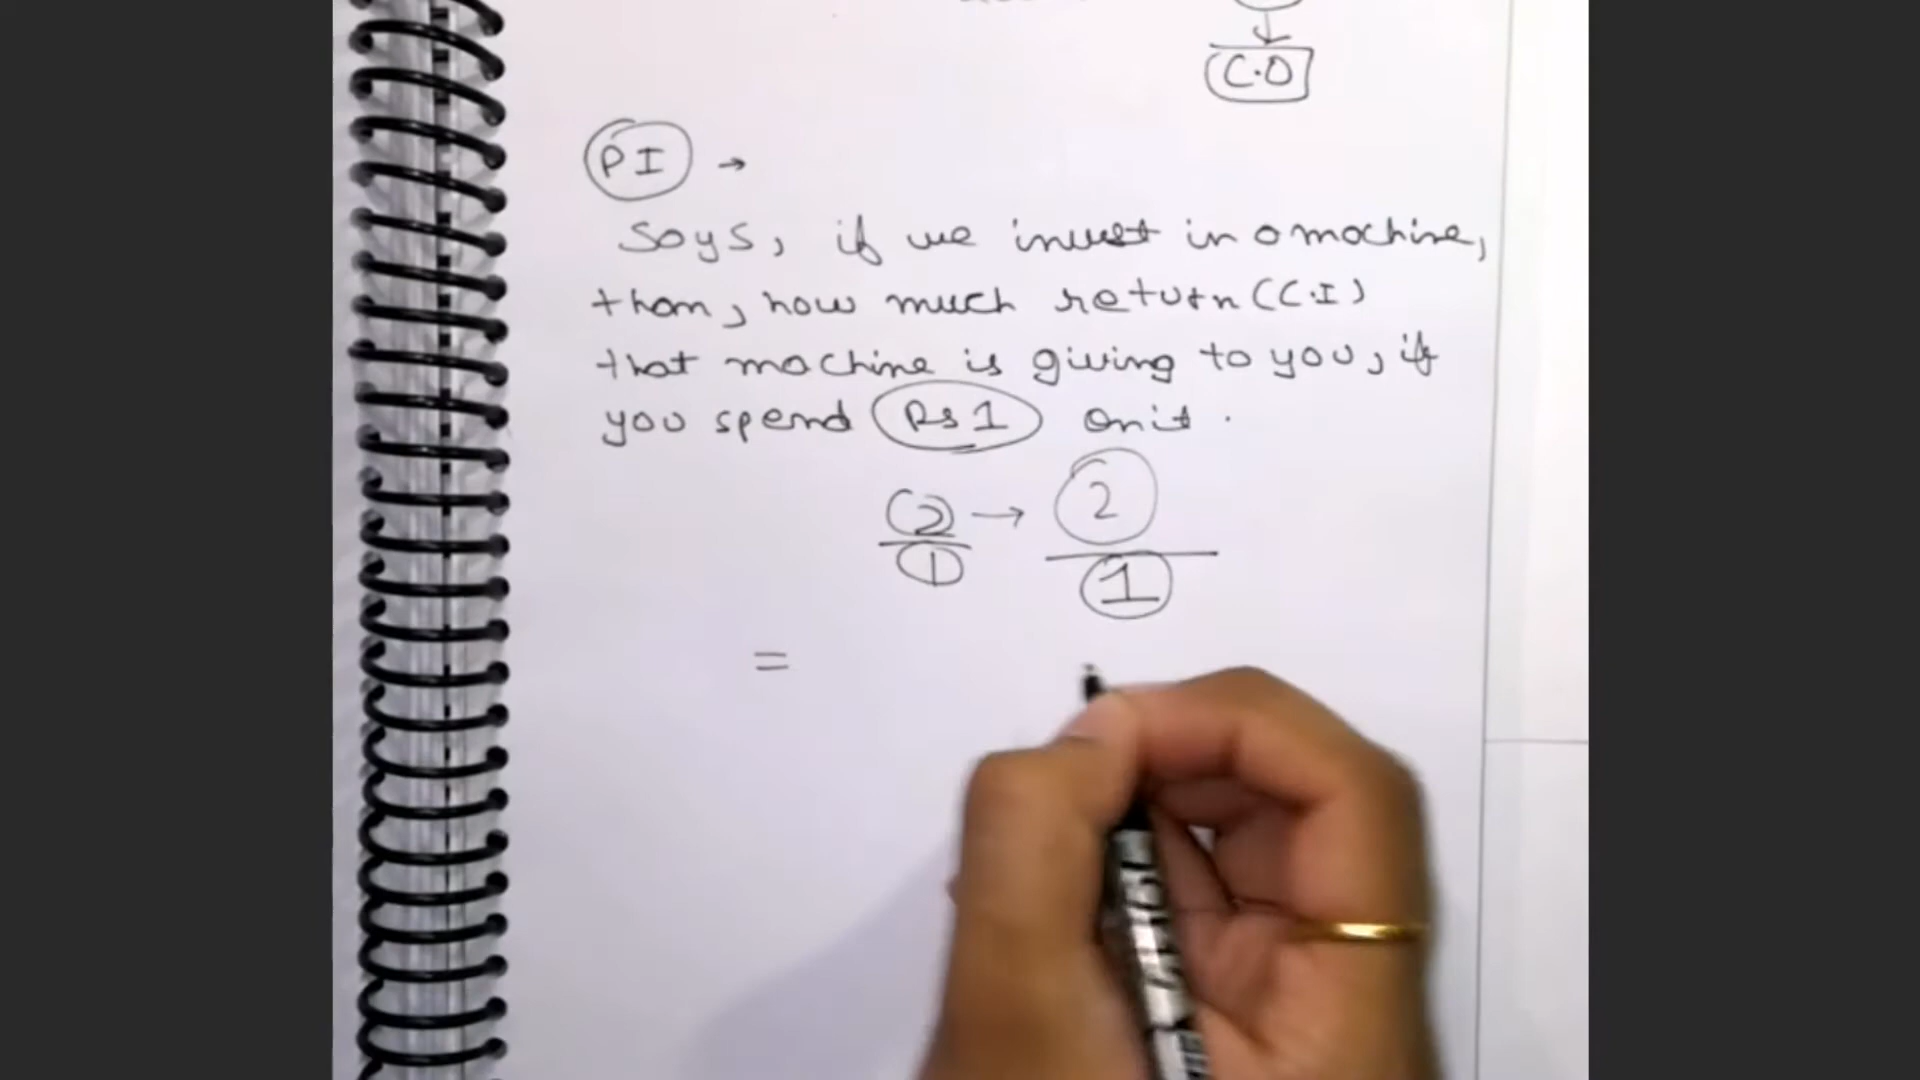 C.O
PI →
Says, if we invest in a machine,
than, how much return (C.I)
that machine is giving to you, if
you spend Rs 1 on it.
2 → 2
1 1
=